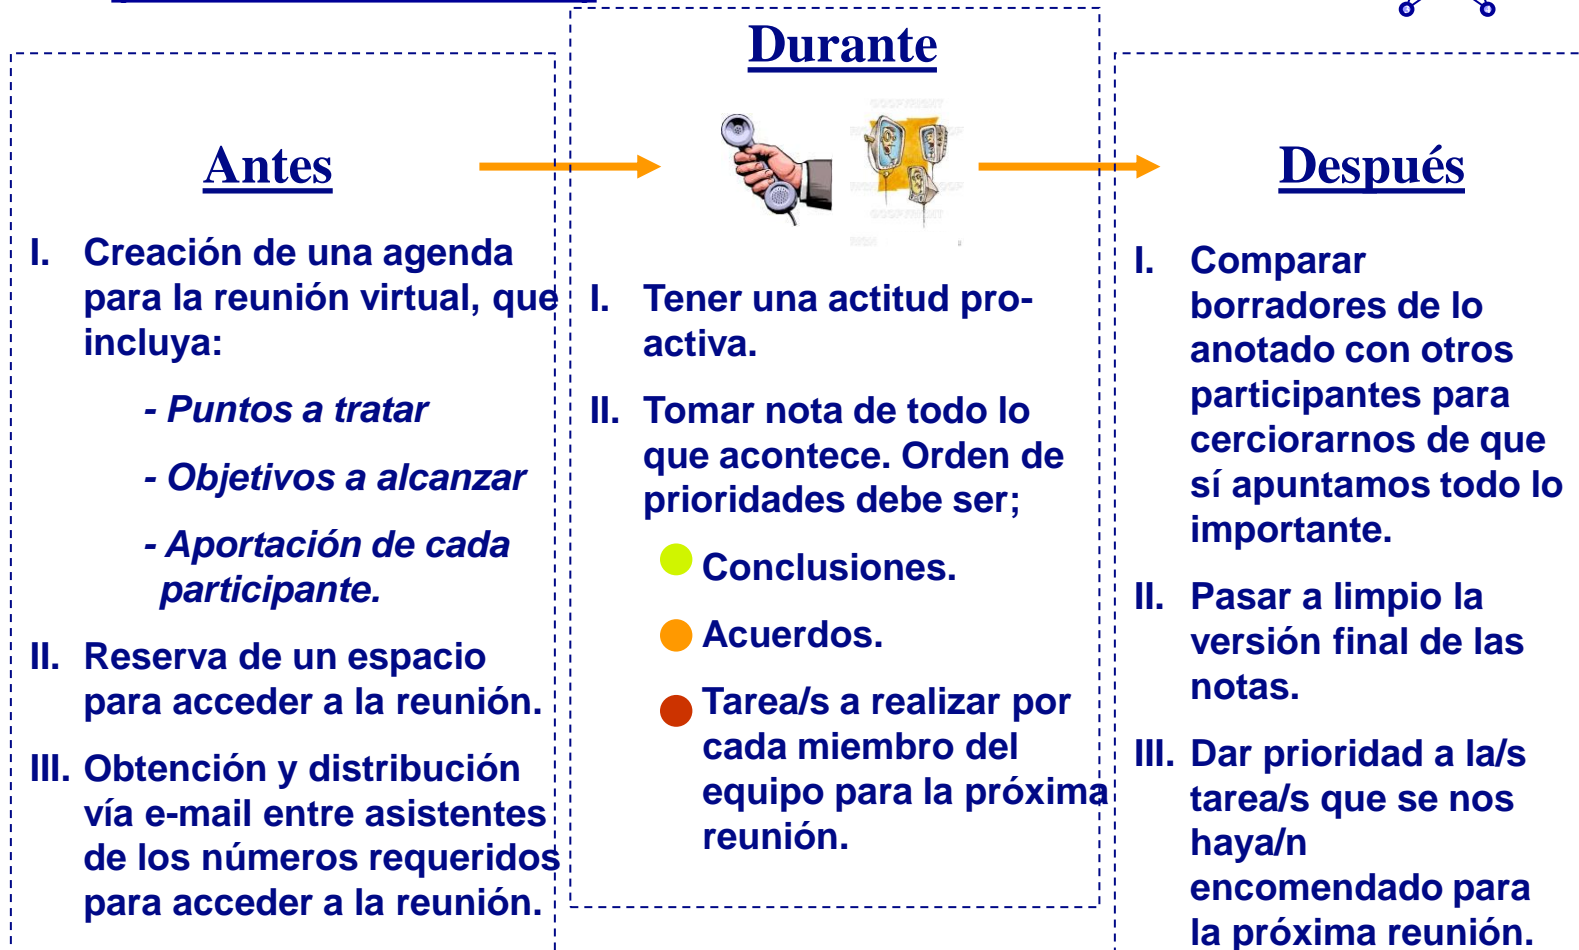 Antes
I. Creación de una agenda
para la reunión virtual, que
incluya:
- Puntos a tratar
- Objetivos a alcanzar
- Aportación de cada
participante.
II. Reserva de un espacio
para acceder a la reunión.
III. Obtención y distribución
vía e-mail entre asistentes
de los números requeridos
para acceder a la reunión.
Durante
I. Tener una actitud pro-
activa.
II. Tomar nota de todo lo
que acontece. Orden de
prioridades debe ser;
Conclusiones.
Acuerdos.
Tarea/s a realizar por
cada miembro del
equipo para la próxima
reunión.
Después
I. Comparar
borradores de lo
anotado con otros
participantes para
cerciorarnos de que
sí apuntamos todo lo
importante.
II. Pasar a limpio la
versión final de las
notas.
III. Dar prioridad a la/s
tarea/s que se nos
haya/n
encomendado para
la próxima reunión.